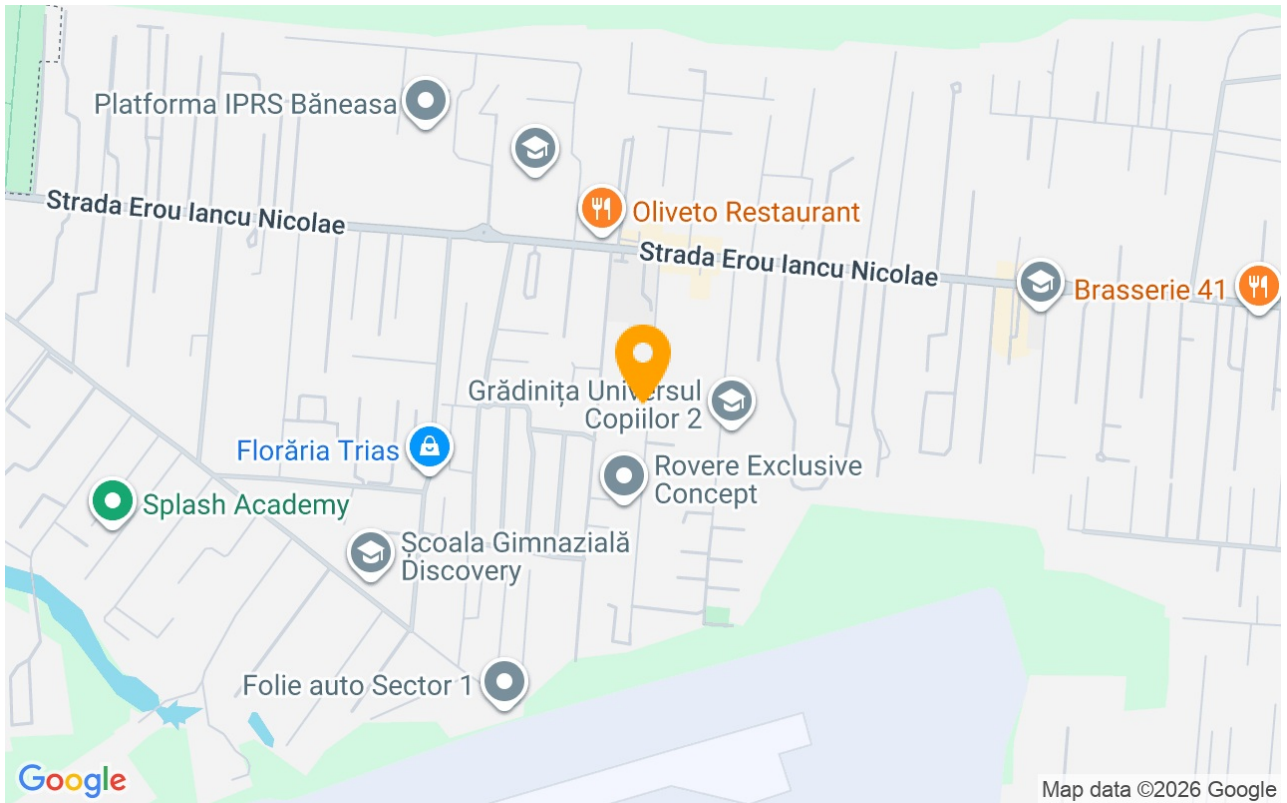 Platforma IPRS Băneasa
Strada Erou Iancu Nicolae
Oliveto Restaurant
Strada Erou Iancu Nicolae
Brasserie 41
Grădinița Universul
Copiilor 2
Florăria Trias
Rovere Exclusive
Concept
Splash Academy
Școala Gimnazială
Discovery
Folie auto Sector 1
Google
Map data ©2026 Google